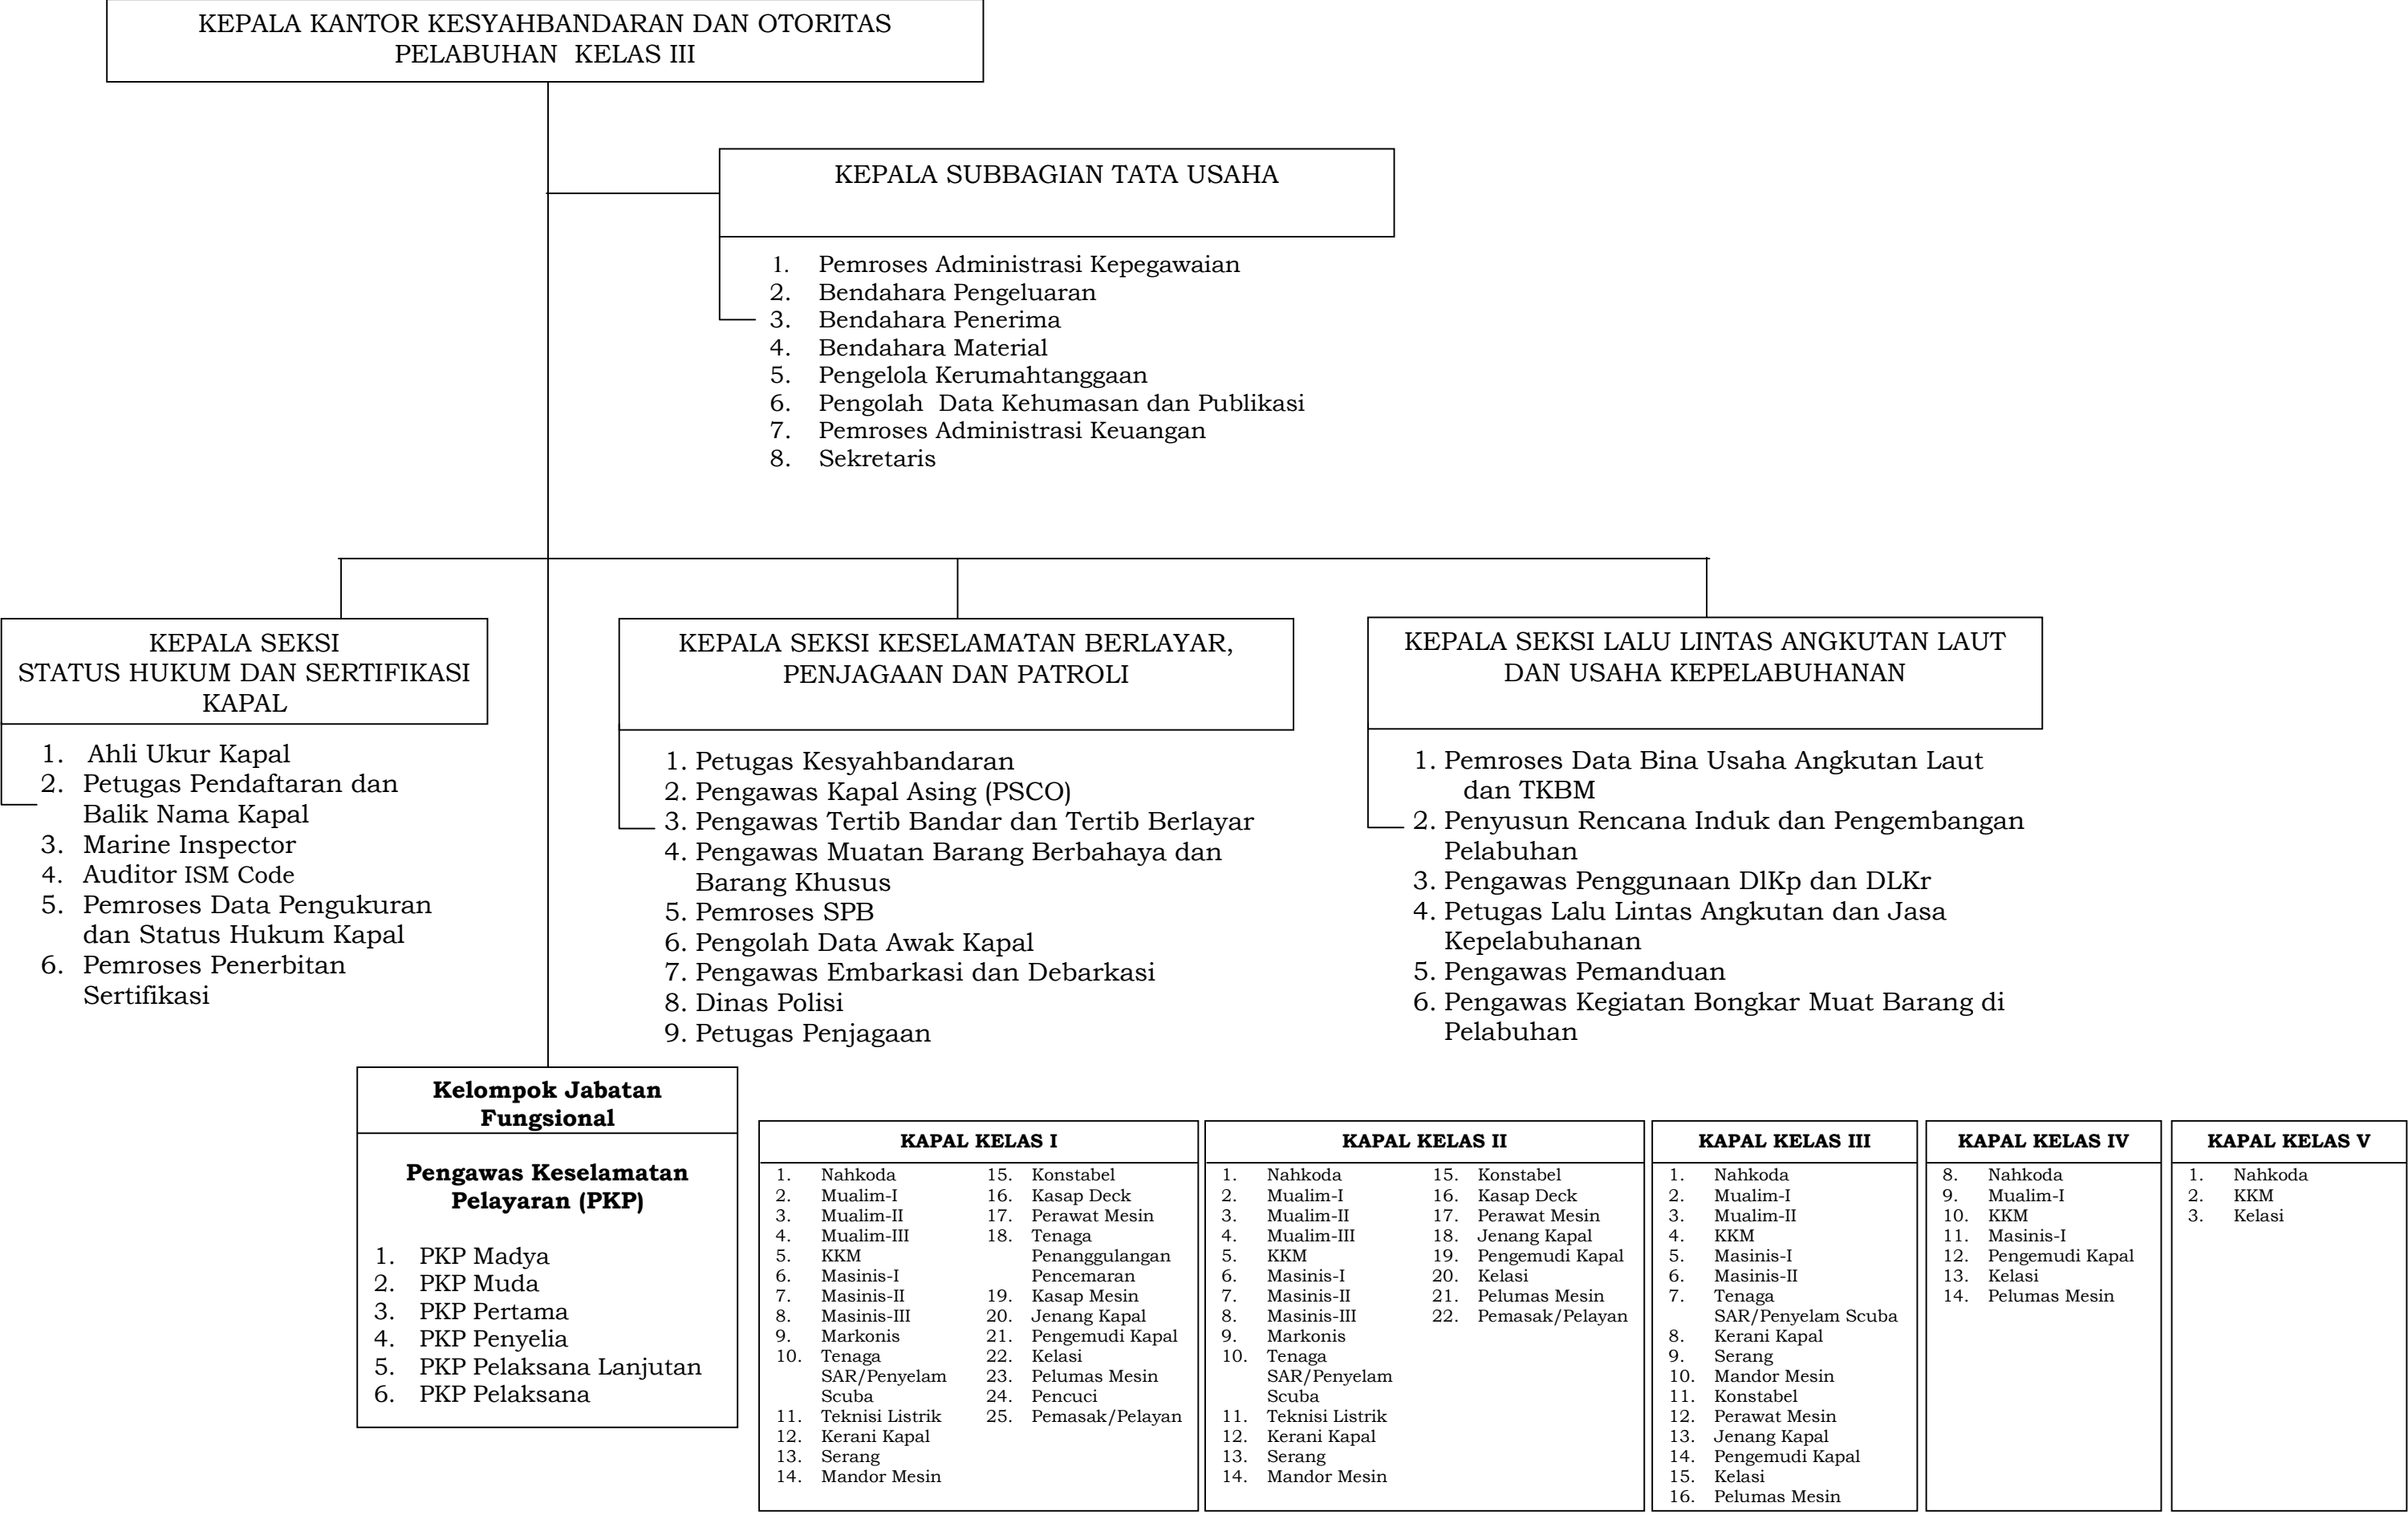 KEPALA KANTOR KESYAHBANDARAN DAN OTORITAS
PELABUHAN KELAS III
KEPALA SUBBAGIAN TATA USAHA
1. Pemroses Administrasi Kepegawaian
2. Bendahara Pengeluaran
3. Bendahara Penerima
4. Bendahara Material
5. Pengelola Kerumahtanggaan
6. Pengolah Data Kehumasan dan Publikasi
7. Pemroses Administrasi Keuangan
8. Sekretaris
KEPALA SEKSI
STATUS HUKUM DAN SERTIFIKASI
KAPAL
1. Ahli Ukur Kapal
2. Petugas Pendaftaran dan
Balik Nama Kapal
3. Marine Inspector
4. Auditor ISM Code
5. Pemroses Data Pengukuran
dan Status Hukum Kapal
6. Pemroses Penerbitan
Sertifikasi
KEPALA SEKSI KESELAMATAN BERLAYAR,
PENJAGAAN DAN PATROLI
1. Petugas Kesyahbandaran
2. Pengawas Kapal Asing (PSCO)
3. Pengawas Tertib Bandar dan Tertib Berlayar
4. Pengawas Muatan Barang Berbahaya dan
Barang Khusus
5. Pemroses SPB
6. Pengolah Data Awak Kapal
7. Pengawas Embarkasi dan Debarkasi
8. Dinas Polisi
9. Petugas Penjagaan
KEPALA SEKSI LALU LINTAS ANGKUTAN LAUT
DAN USAHA KEPELABUHANAN
1. Pemroses Data Bina Usaha Angkutan Laut
dan TKBM
2. Penyusun Rencana Induk dan Pengembangan
Pelabuhan
3. Pengawas Penggunaan DlKp dan DLKr
4. Petugas Lalu Lintas Angkutan dan Jasa
Kepelabuhanan
5. Pengawas Pemanduan
6. Pengawas Kegiatan Bongkar Muat Barang di
Pelabuhan
Kelompok Jabatan
Fungsional
Pengawas Keselamatan
Pelayaran (PKP)
1. PKP Madya
2. PKP Muda
3. PKP Pertama
4. PKP Penyelia
5. PKP Pelaksana Lanjutan
6. PKP Pelaksana
KAPAL KELAS I
1. Nahkoda
2. Mualim-I
3. Mualim-II
4. Mualim-III
5. KKM
6. Masinis-I
7. Masinis-II
8. Masinis-III
9. Markonis
10. Tenaga
SAR/Penyelam
Scuba
11. Teknisi Listrik
12. Kerani Kapal
13. Serang
14. Mandor Mesin
15. Konstabel
16. Kasap Deck
17. Perawat Mesin
18. Tenaga
Penanggulangan
Pencemaran
19. Kasap Mesin
20. Jenang Kapal
21. Pengemudi Kapal
22. Kelasi
23. Pelumas Mesin
24. Pencuci
25. Pemasak/Pelayan
KAPAL KELAS II
1. Nahkoda
2. Mualim-I
3. Mualim-II
4. Mualim-III
5. KKM
6. Masinis-I
7. Masinis-II
8. Masinis-III
9. Markonis
10. Tenaga
SAR/Penyelam
Scuba
11. Teknisi Listrik
12. Kerani Kapal
13. Serang
14. Mandor Mesin
15. Konstabel
16. Kasap Deck
17. Perawat Mesin
18. Jenang Kapal
19. Pengemudi Kapal
20. Kelasi
21. Pelumas Mesin
22. Pemasak/Pelayan
KAPAL KELAS III
1. Nahkoda
2. Mualim-I
3. Mualim-II
4. KKM
5. Masinis-I
6. Masinis-II
7. Tenaga
SAR/Penyelam Scuba
8. Kerani Kapal
9. Serang
10. Mandor Mesin
11. Konstabel
12. Perawat Mesin
13. Jenang Kapal
14. Pengemudi Kapal
15. Kelasi
16. Pelumas Mesin
KAPAL KELAS IV
8. Nahkoda
9. Mualim-I
10. KKM
11. Masinis-I
12. Pengemudi Kapal
13. Kelasi
14. Pelumas Mesin
KAPAL KELAS V
1. Nahkoda
2. KKM
3. Kelasi